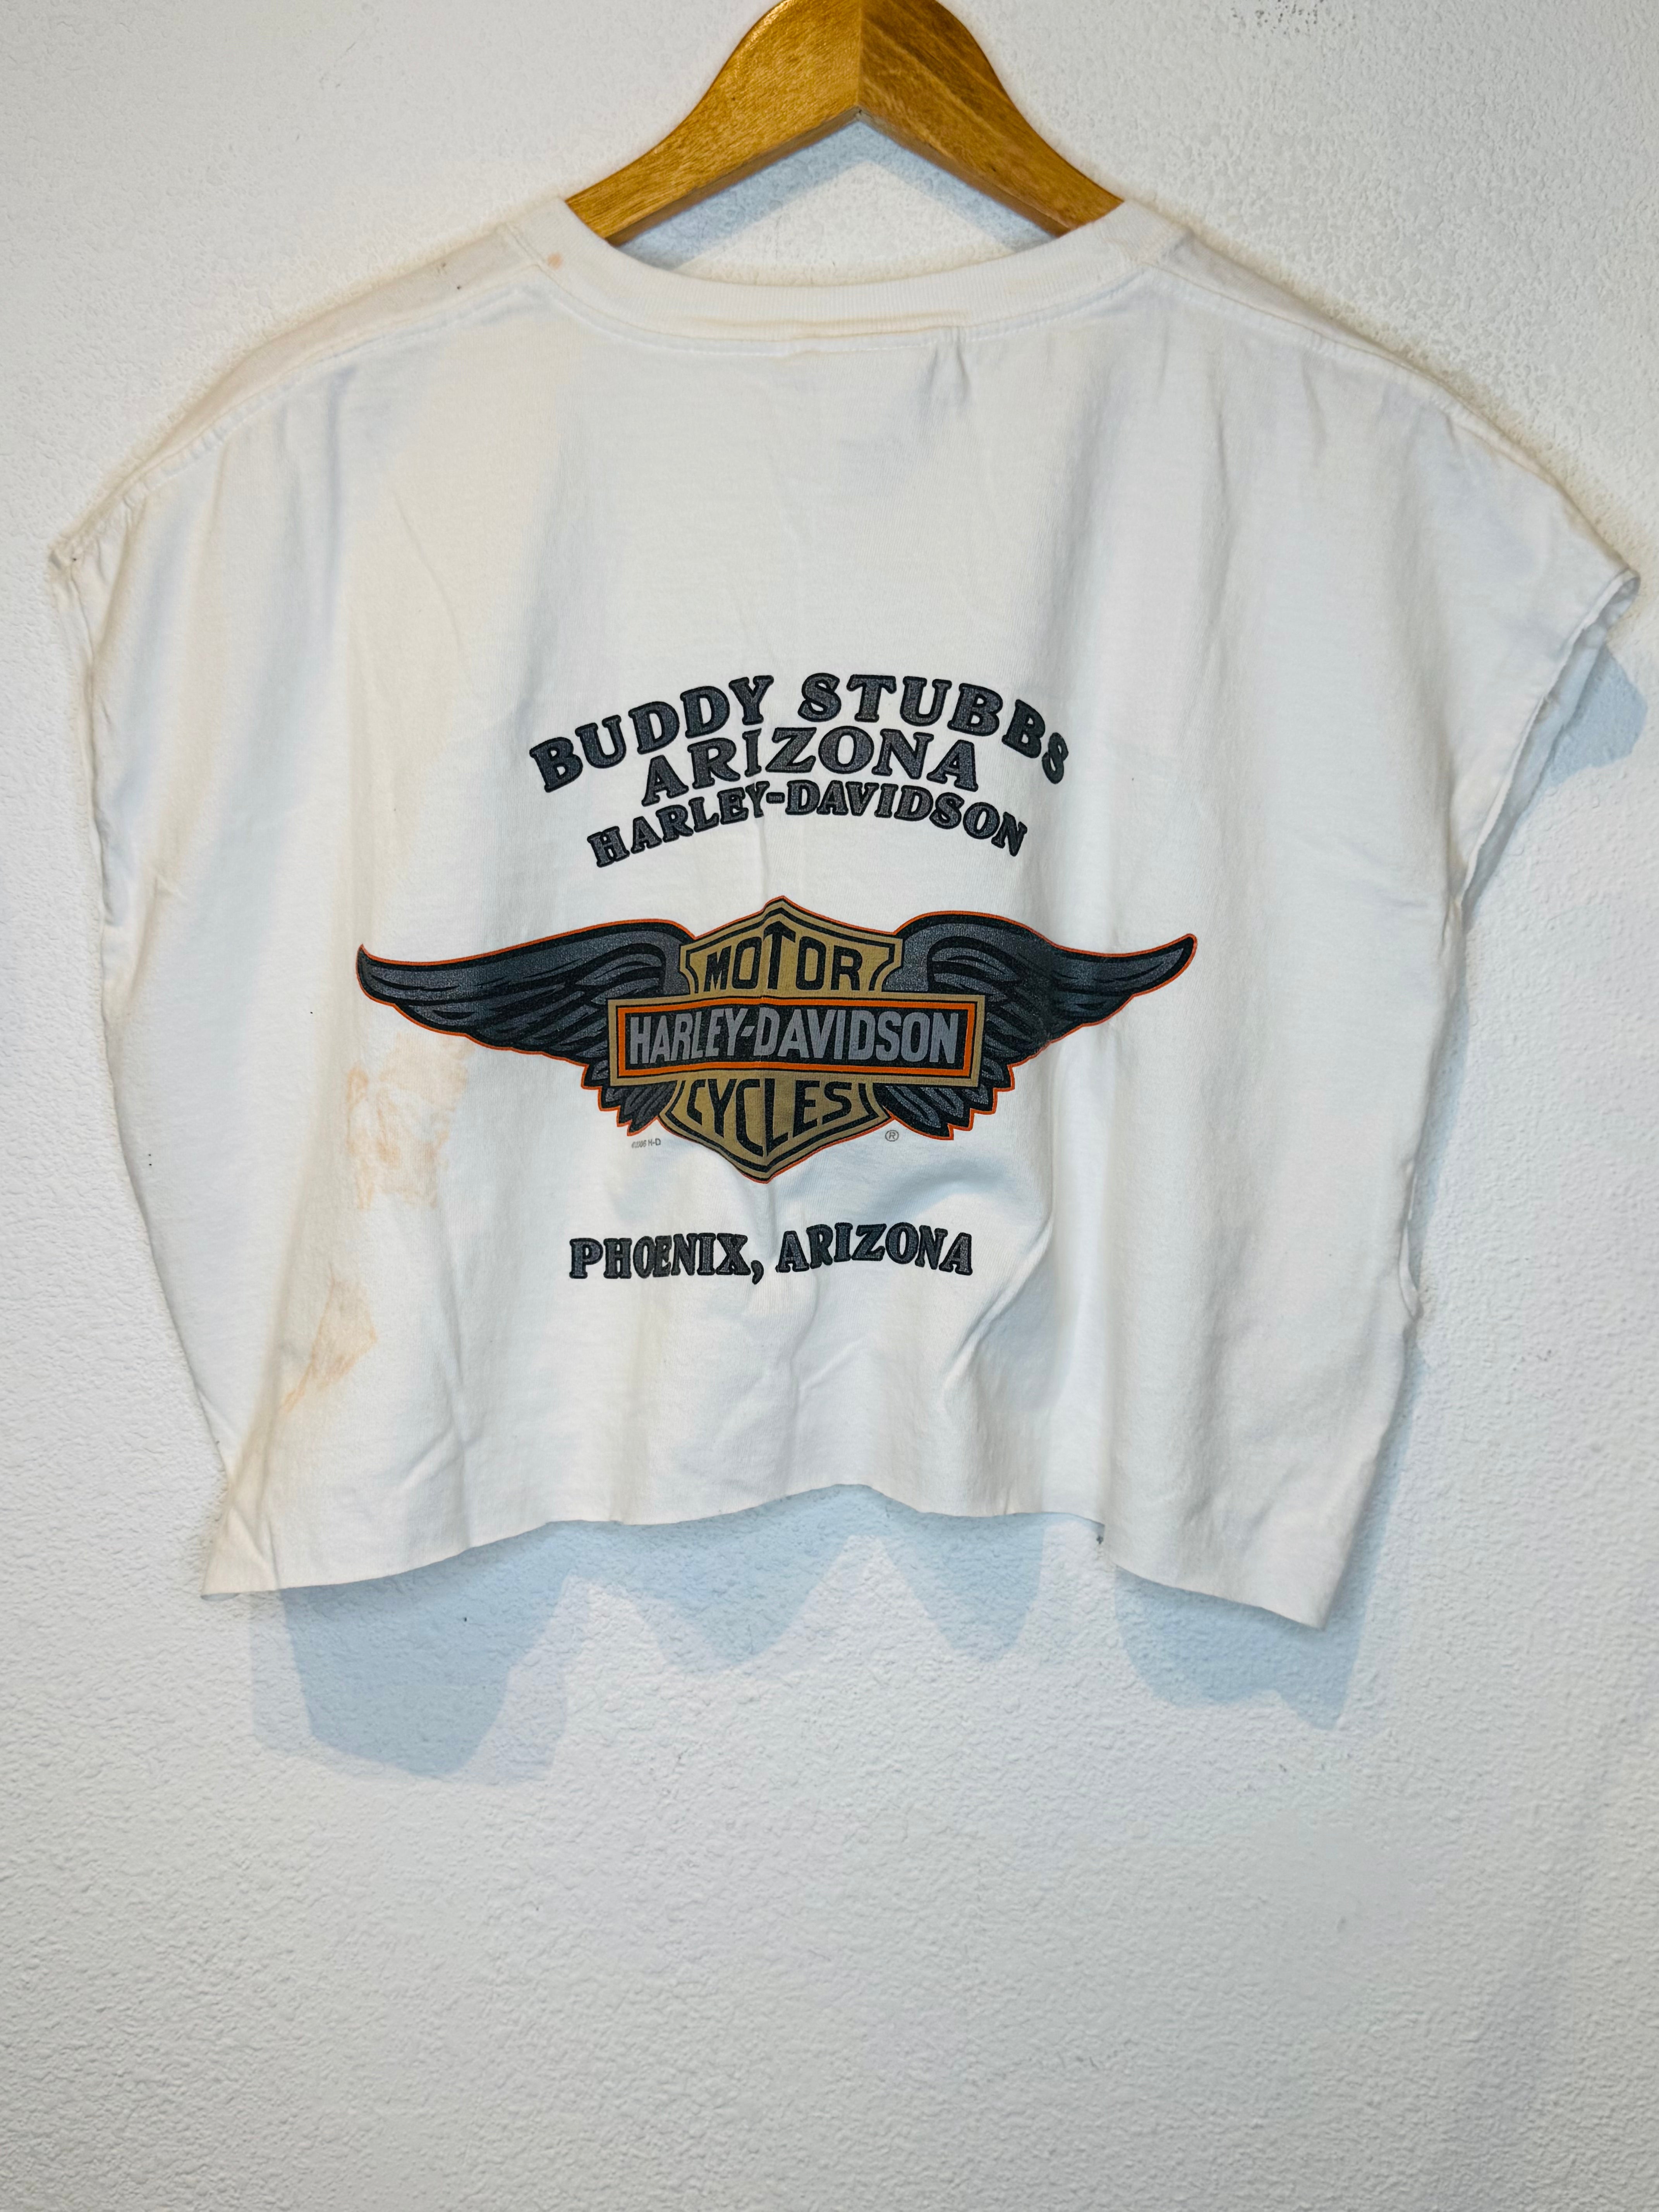 BUDDY STUBBS
ARIZONA
HARLEY-DAVIDSON
MOTOR
HARLEY-DAVIDSON
CYCLES
H-D
®
PHOENIX, ARIZONA